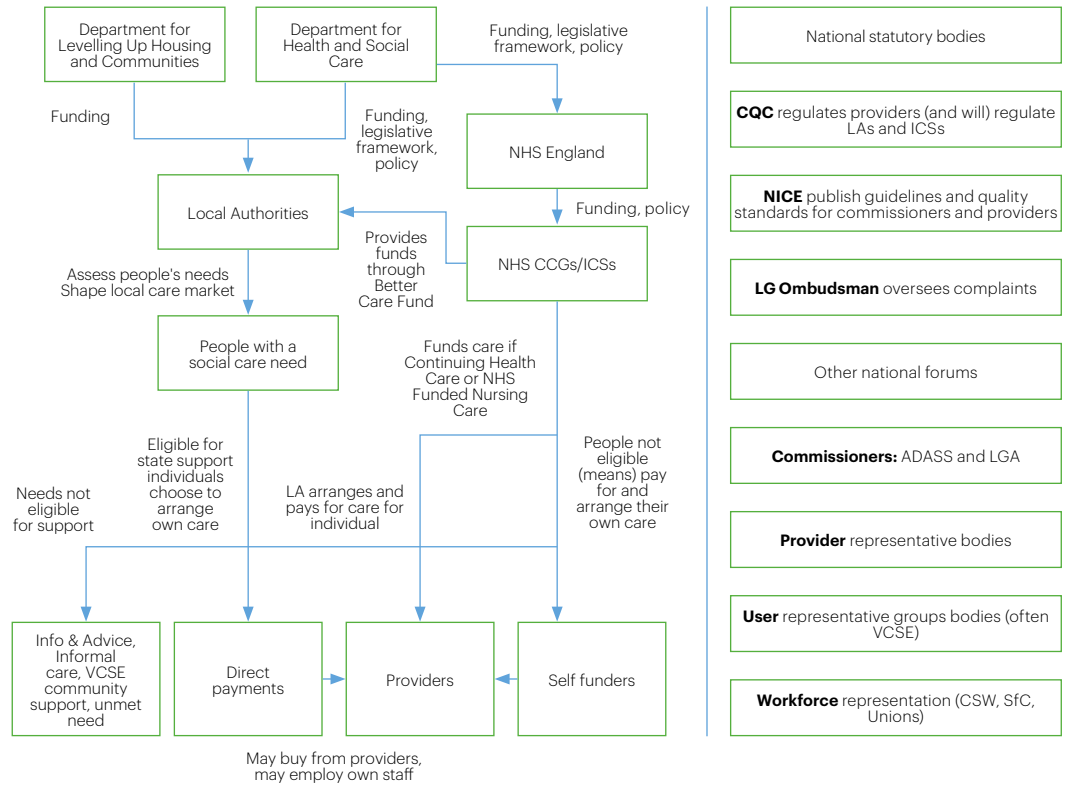 Department for
Levelling Up Housing
and Communities
Department for
Health and Social
Care
Funding, legislative
framework, policy
Funding
Funding,
legislative
framework,
policy
NHS England
Local Authorities
Funding, policy
Provides
funds
through
Better
Care Fund
NHS CCGs/ICSs
Assess people's needs
Shape local care market
People with a
social care need
Funds care if
Continuing Health
Care or NHS
Funded Nursing
Care
Needs not
eligible
for support
Eligible for
state support
individuals
choose to
arrange
own care
LA arranges and
pays for care for
individual
People not
eligible
(means) pay
for and
arrange their
own care
Info & Advice,
Informal
care, VCSE
community
support, unmet
need
Direct
payments
Providers
Self funders
May buy from providers,
may employ own staff
National statutory bodies
CQC regulates providers (and will) regulate
LAs and ICSs
NICE publish guidelines and quality
standards for commissioners and providers
LG Ombudsman oversees complaints
Other national forums
Commissioners: ADASS and LGA
Provider representative bodies
User representative groups bodies (often
VCSE)
Workforce representation (CSW, SfC,
Unions)